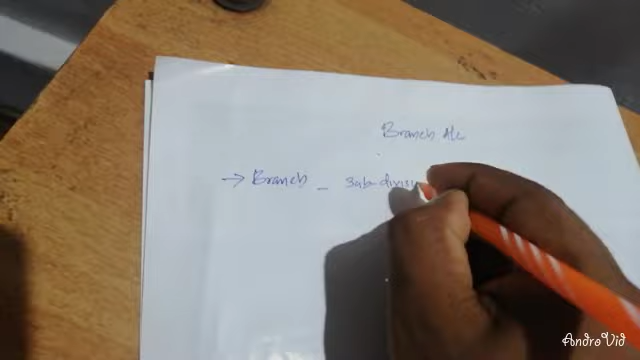 Branch A/c
→ Branch - Sub-divisi
AndroVid